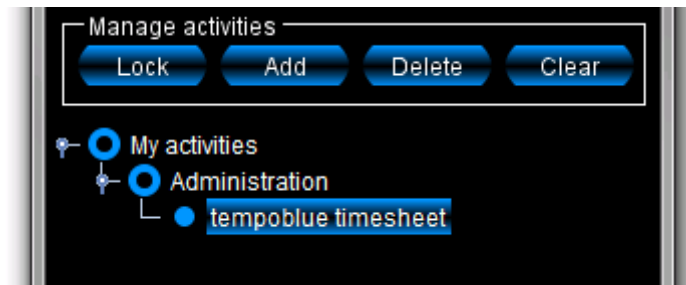 Manage activities
Lock Add Delete Clear
My activities
Administration
tempoblue timesheet